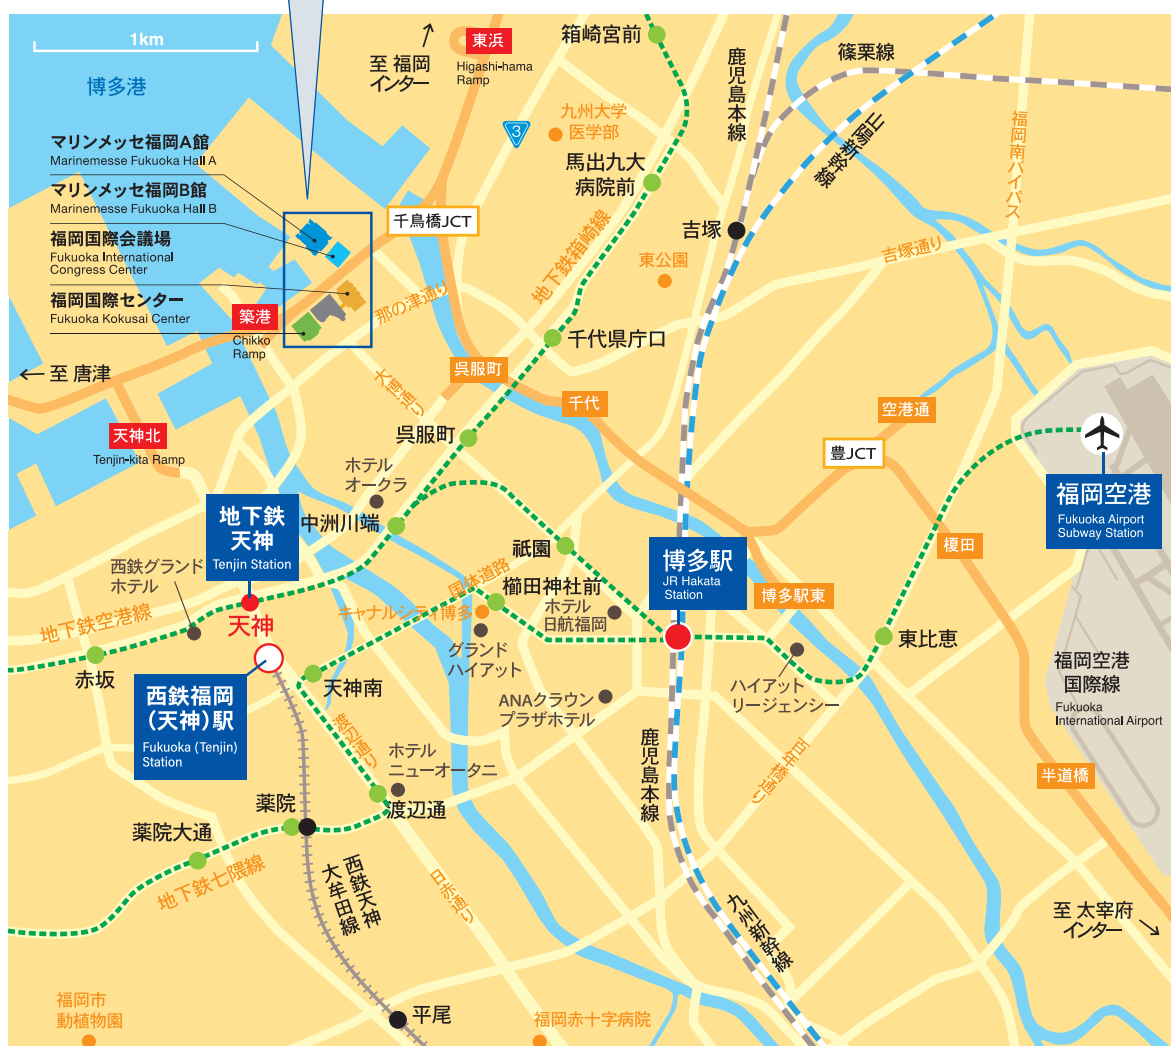 1km
博多港
至 福岡
インター
東浜
Higashi-hama
Ramp
箱崎宮前
鹿児島本線
篠栗線
山陽新幹線
福岡南バイパス
3
九州大学
医学部
マリンメッセ福岡A館
Marinemesse Fukuoka Hall A
マリンメッセ福岡B館
Marinemesse Fukuoka Hall B
福岡国際会議場
Fukuoka International
Congress Center
福岡国際センター
Fukuoka Kokusai Center
築港
Chikko
Ramp
千鳥橋JCT
馬出九大
病院前
地下鉄箱崎線
吉塚
東公園
吉塚通り
那の津通り
千代県庁口
至 唐津
大博通り
呉服町
千代
空港通
豊JCT
天神北
Tenjin-kita Ramp
呉服町
ホテル
オークラ
中洲川端
地下鉄
天神
Tenjin Station
福岡空港
Fukuoka Airport
Subway Station
榎田
祇園
博多駅
JR Hakata
Station
博多駅東
西鉄グランド
ホテル
国体道路
櫛田神社前
キャナルシティ博多
ホテル
日航福岡
地下鉄空港線
天神
グランド
ハイアット
東比恵
赤坂
天神南
ANAクラウン
プラザホテル
ハイアット
リージェンシー
福岡空港
国際線
Fukuoka
International Airport
西鉄福岡
(天神)駅
Fukuoka (Tenjin)
Station
渡辺通り
ホテル
ニューオータニ
鹿児島本線
百年橋通り
半道橋
薬院
渡辺通
薬院大通
地下鉄七隈線
西鉄天神
大牟田線
日赤通り
九州新幹線
至 太宰府
インター
福岡市
動植物園
平尾
福岡赤十字病院